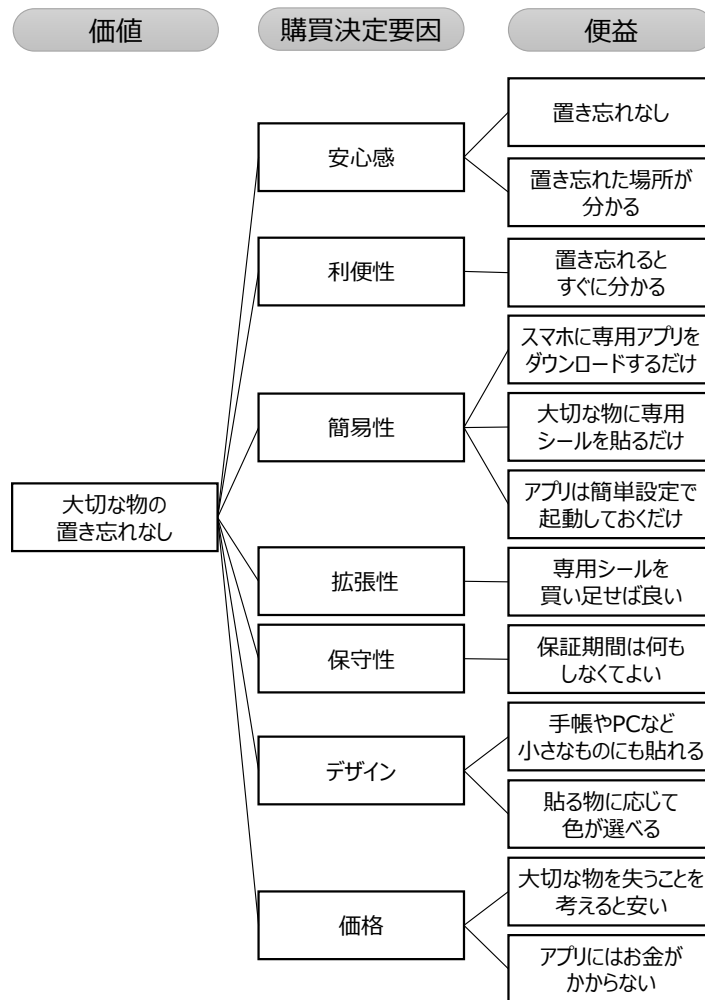 価値
購買決定要因
便益
大切な物の
置き忘れなし
安心感
置き忘れなし
置き忘れた場所が
分かる
利便性
置き忘れると
すぐに分かる
簡易性
スマホに専用アプリを
ダウンロードするだけ
大切な物に専用
シールを貼るだけ
アプリは簡単設定で
起動しておくだけ
拡張性
専用シールを
買い足せば良い
保守性
保証期間は何も
しなくてよい
デザイン
手帳やPCなど
小さなものにも貼れる
貼る物に応じて
色が選べる
価格
大切な物を失うことを
考えると安い
アプリにはお金が
かからない